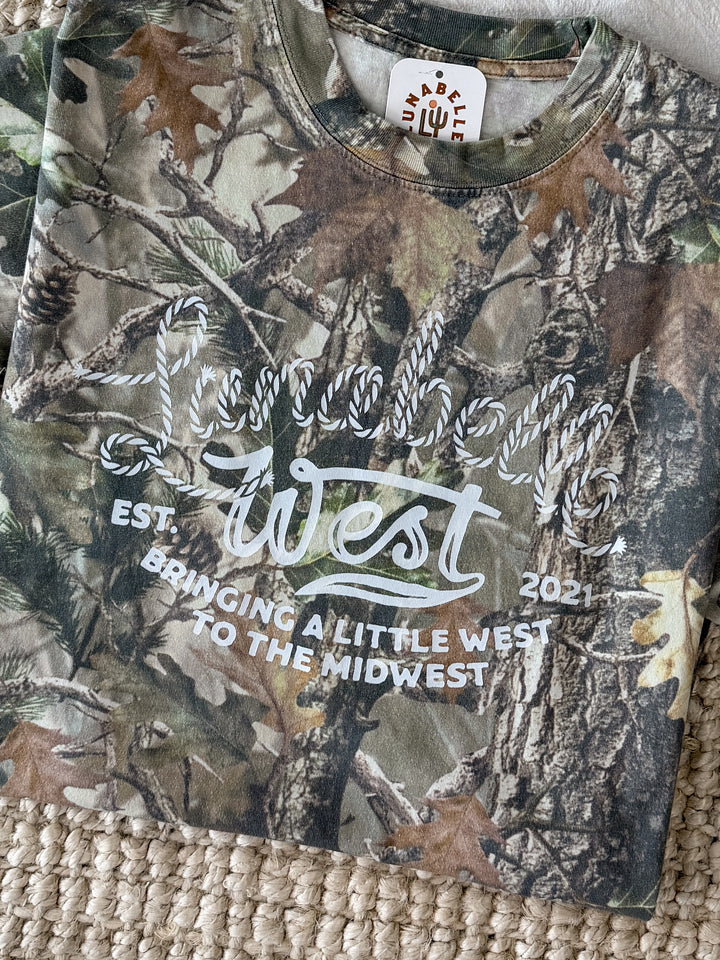 LUNABELLE
Lunabelle
West
EST.
2021
BRINGING A LITTLE WEST
TO THE MIDWEST